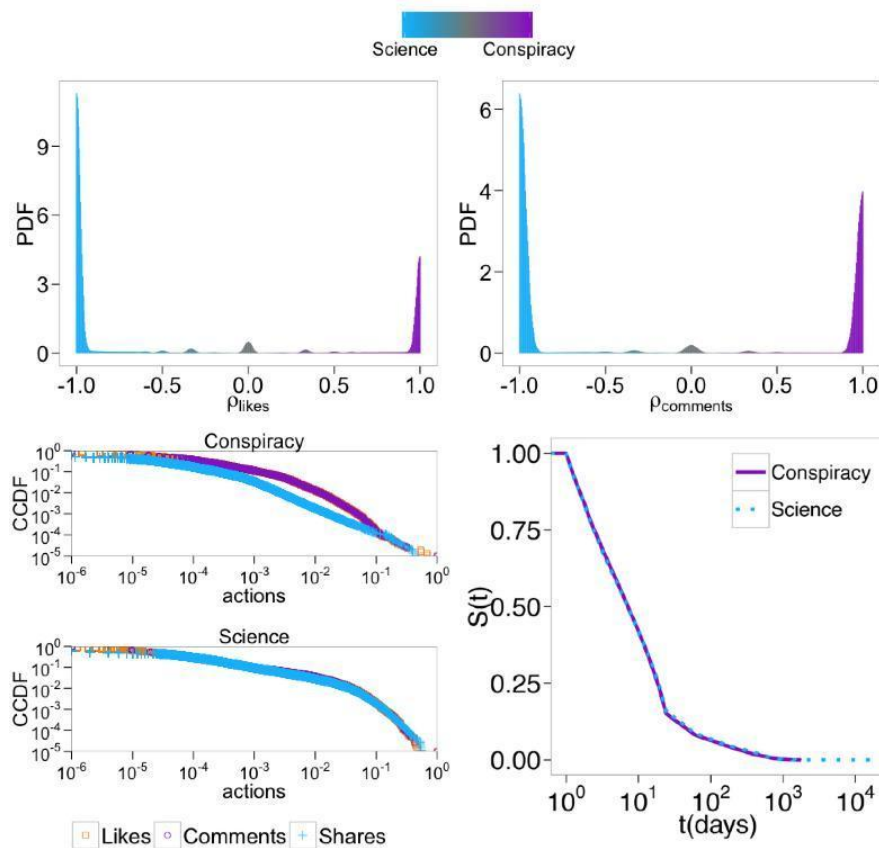 Science Conspiracy
PDF
9
6
3
0
-1.0 -0.5 0.0 0.5 1.0
ρlikes
PDF
6
4
2
0
-1.0 -0.5 0.0 0.5 1.0
ρcomments
Conspiracy
CCDF
10^0
10^-1
10^-2
10^-3
10^-4
10^-5
10^-6 10^-5 10^-4 10^-3 10^-2 10^-1 10^0
actions
Science
CCDF
10^0
10^-1
10^-2
10^-3
10^-4
10^-5
10^-6 10^-5 10^-4 10^-3 10^-2 10^-1 10^0
actions
Likes Comments Shares
S(t)
1.00
0.75
0.50
0.25
0.00
Conspiracy
Science
10^0 10^1 10^2 10^3 10^4
t(days)